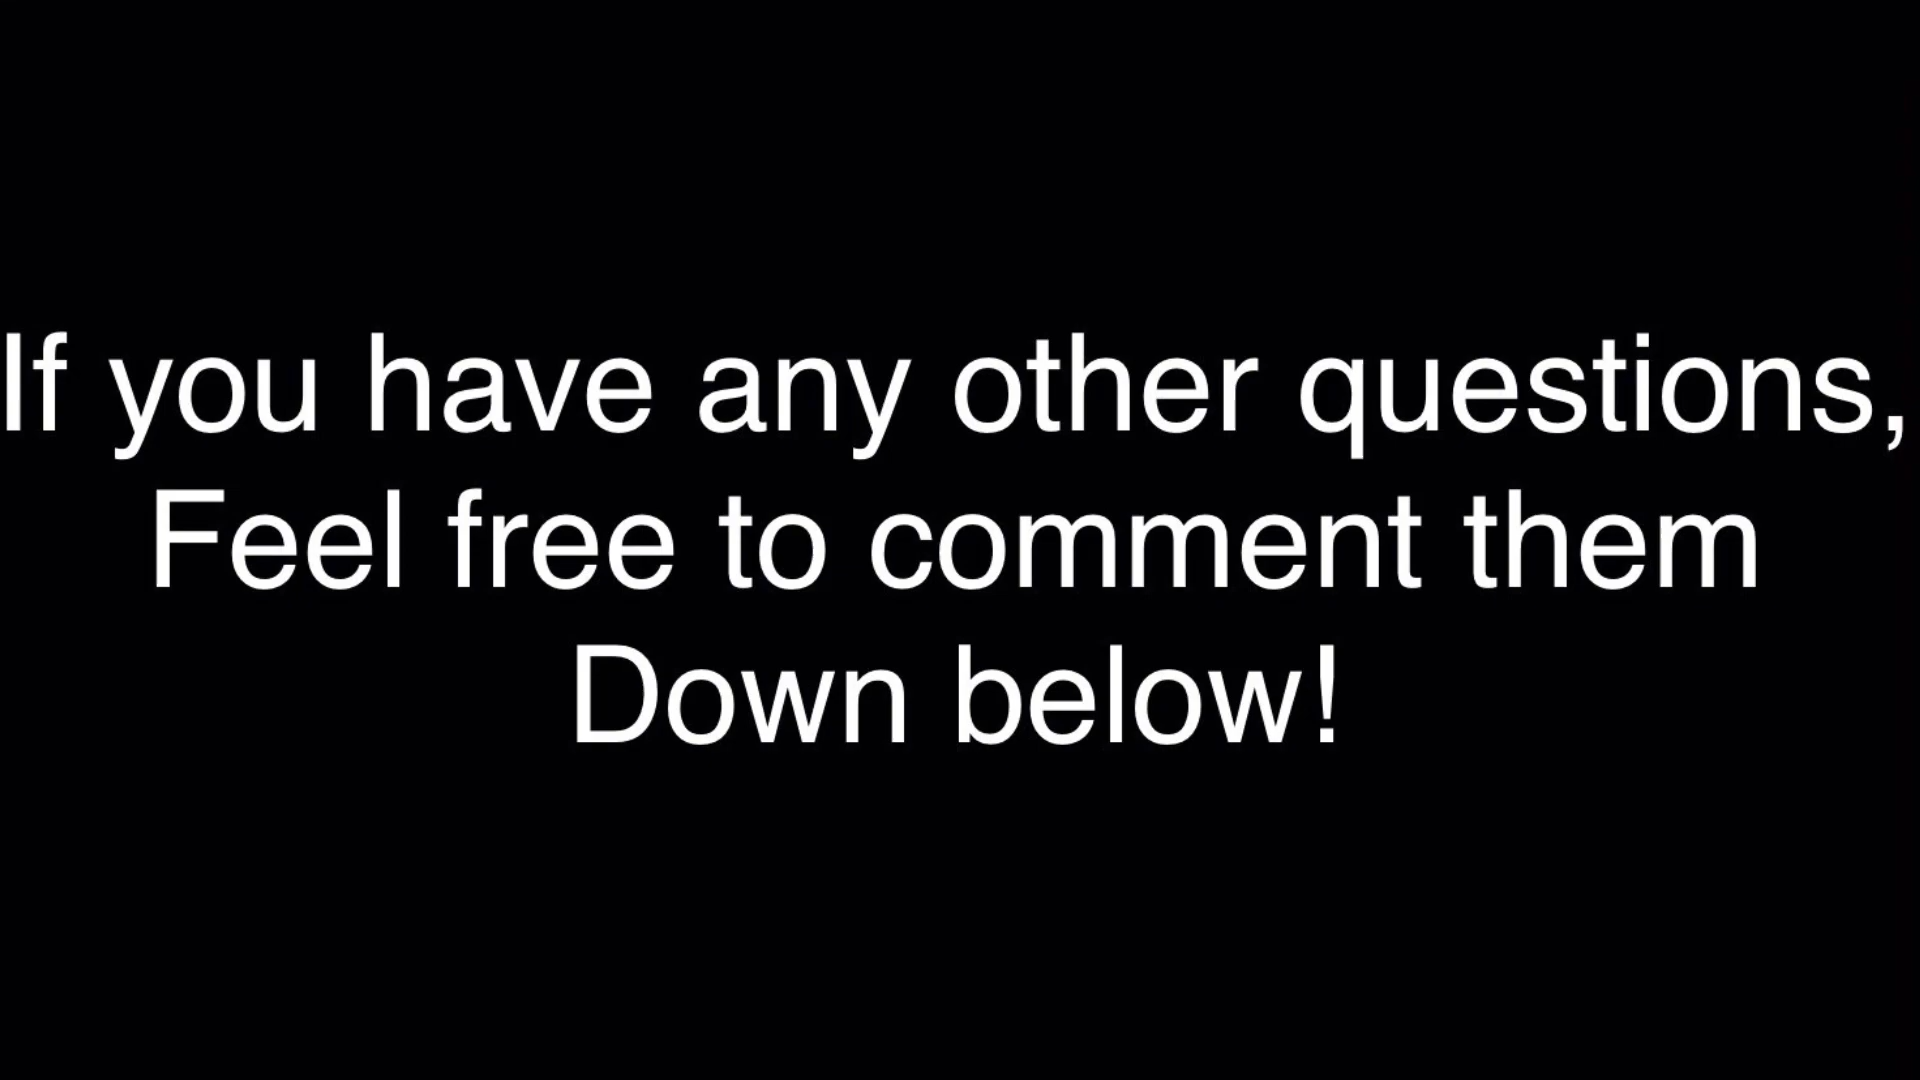 If you have any other questions,
Feel free to comment them
Down below!